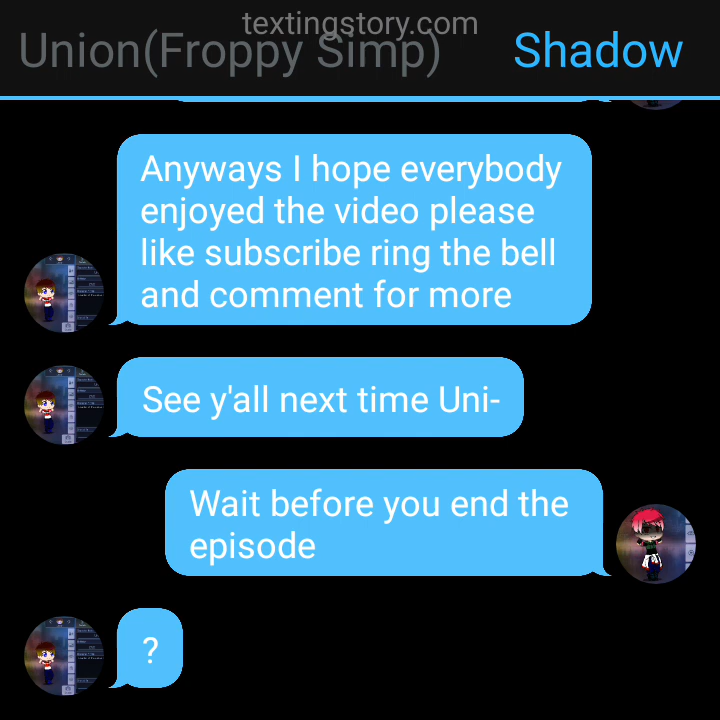 textingstory.com
Union(Froppy Simp) Shadow
Anyways I hope everybody
enjoyed the video please
like subscribe ring the bell
and comment for more
See y'all next time Uni-
Wait before you end the
episode
?